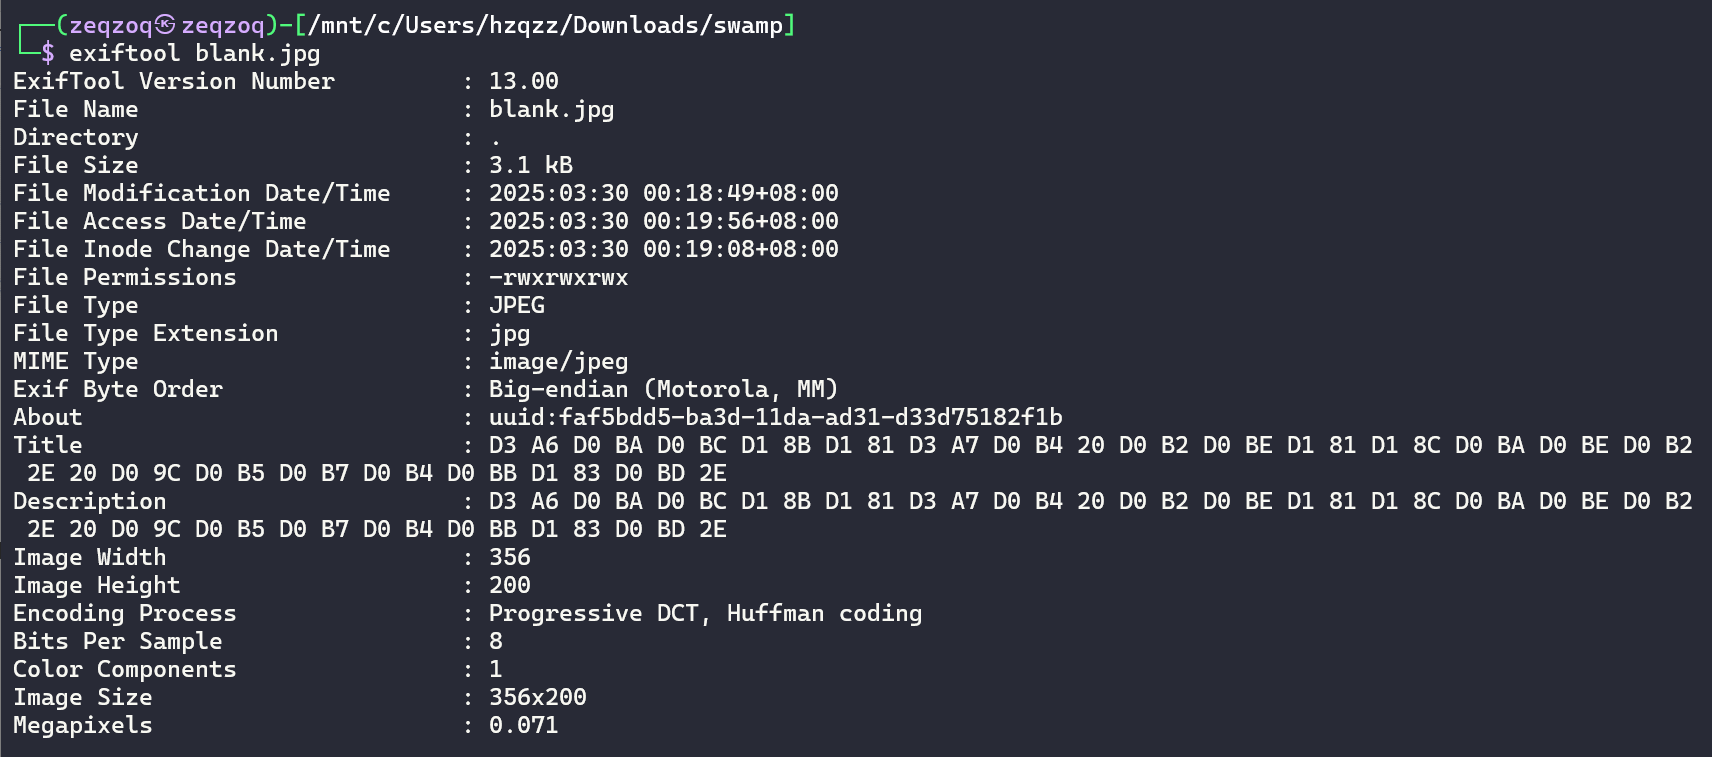 ┌──(zeqzoq㉿zeqzoq)-[/mnt/c/Users/hzqzz/Downloads/swamp]
└─$ exiftool blank.jpg
ExifTool Version Number         : 13.00
File Name                       : blank.jpg
Directory                       : .
File Size                       : 3.1 kB
File Modification Date/Time     : 2025:03:30 00:18:49+08:00
File Access Date/Time           : 2025:03:30 00:19:56+08:00
File Inode Change Date/Time     : 2025:03:30 00:19:08+08:00
File Permissions                : -rwxrwxrwx
File Type                       : JPEG
File Type Extension             : jpg
MIME Type                       : image/jpeg
Exif Byte Order                 : Big-endian (Motorola, MM)
About                           : uuid:faf5bdd5-ba3d-11da-ad31-d33d75182f1b
Title                           : D3 A6 D0 BA D0 BC D1 8B D1 81 D3 A7 D0 B4 20 D0 B2 D0 BE D1 81 D1 8C D0 BA D0 BE D0 B2
 2E 20 D0 9C D0 B5 D0 B7 D0 B4 D0 BB D1 83 D0 BD 2E
Description                     : D3 A6 D0 BA D0 BC D1 8B D1 81 D3 A7 D0 B4 20 D0 B2 D0 BE D1 81 D1 8C D0 BA D0 BE D0 B2
 2E 20 D0 9C D0 B5 D0 B7 D0 B4 D0 BB D1 83 D0 BD 2E
Image Width                     : 356
Image Height                    : 200
Encoding Process                : Progressive DCT, Huffman coding
Bits Per Sample                 : 8
Color Components                : 1
Image Size                      : 356x200
Megapixels                      : 0.071